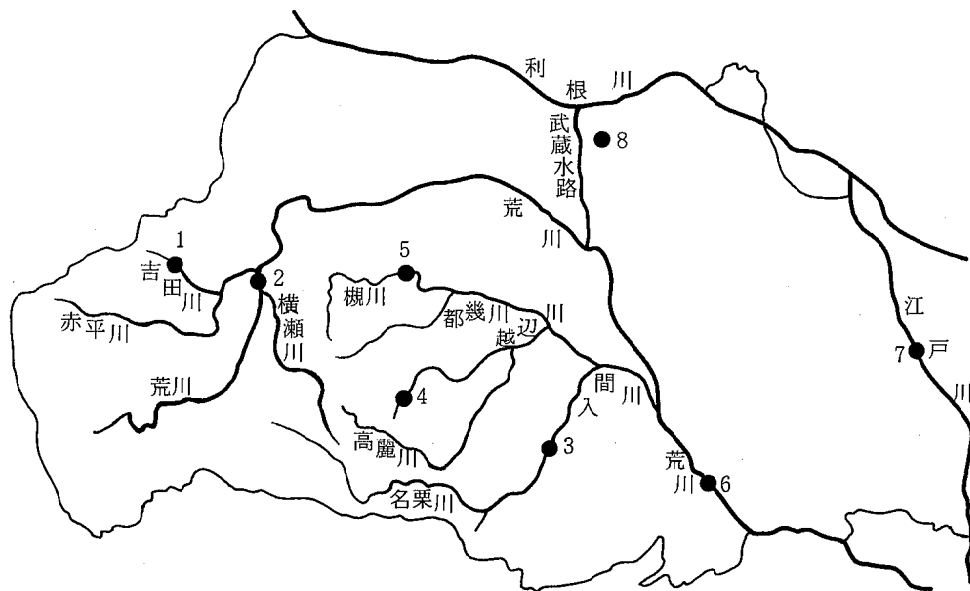 利根川
武蔵水路
8
荒川
1
吉田川
2
横瀬川
5
槻川
都幾川
越辺川
赤平川
江戸川
7
荒川
4
入間川
高麗川
3
荒川
6
名栗川